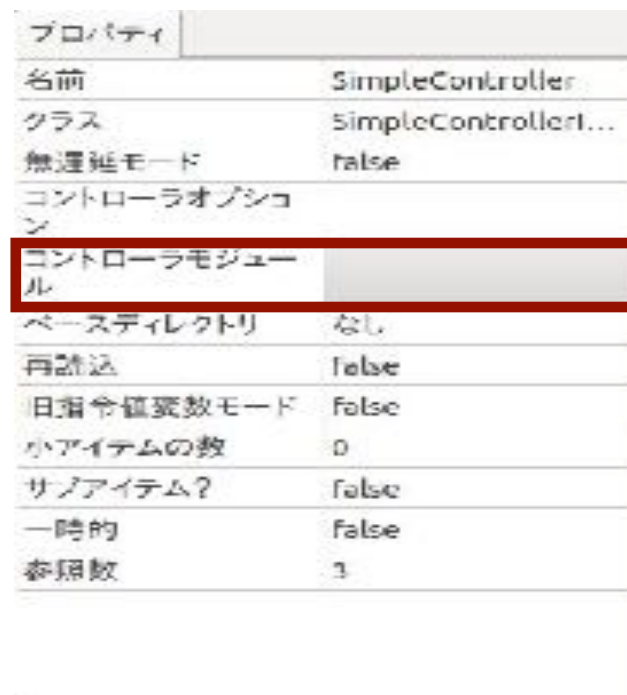 プロパティ
名前 SimpleController
クラス SimpleControllerI...
無遅延モード false
コントローラオプショ
ン
コントローラモジュー
ル
ベースディレクトリ なし
再読込 false
旧指令値変数モード false
小アイテムの数 0
サブアイテム? false
一時的 false
参照数 3